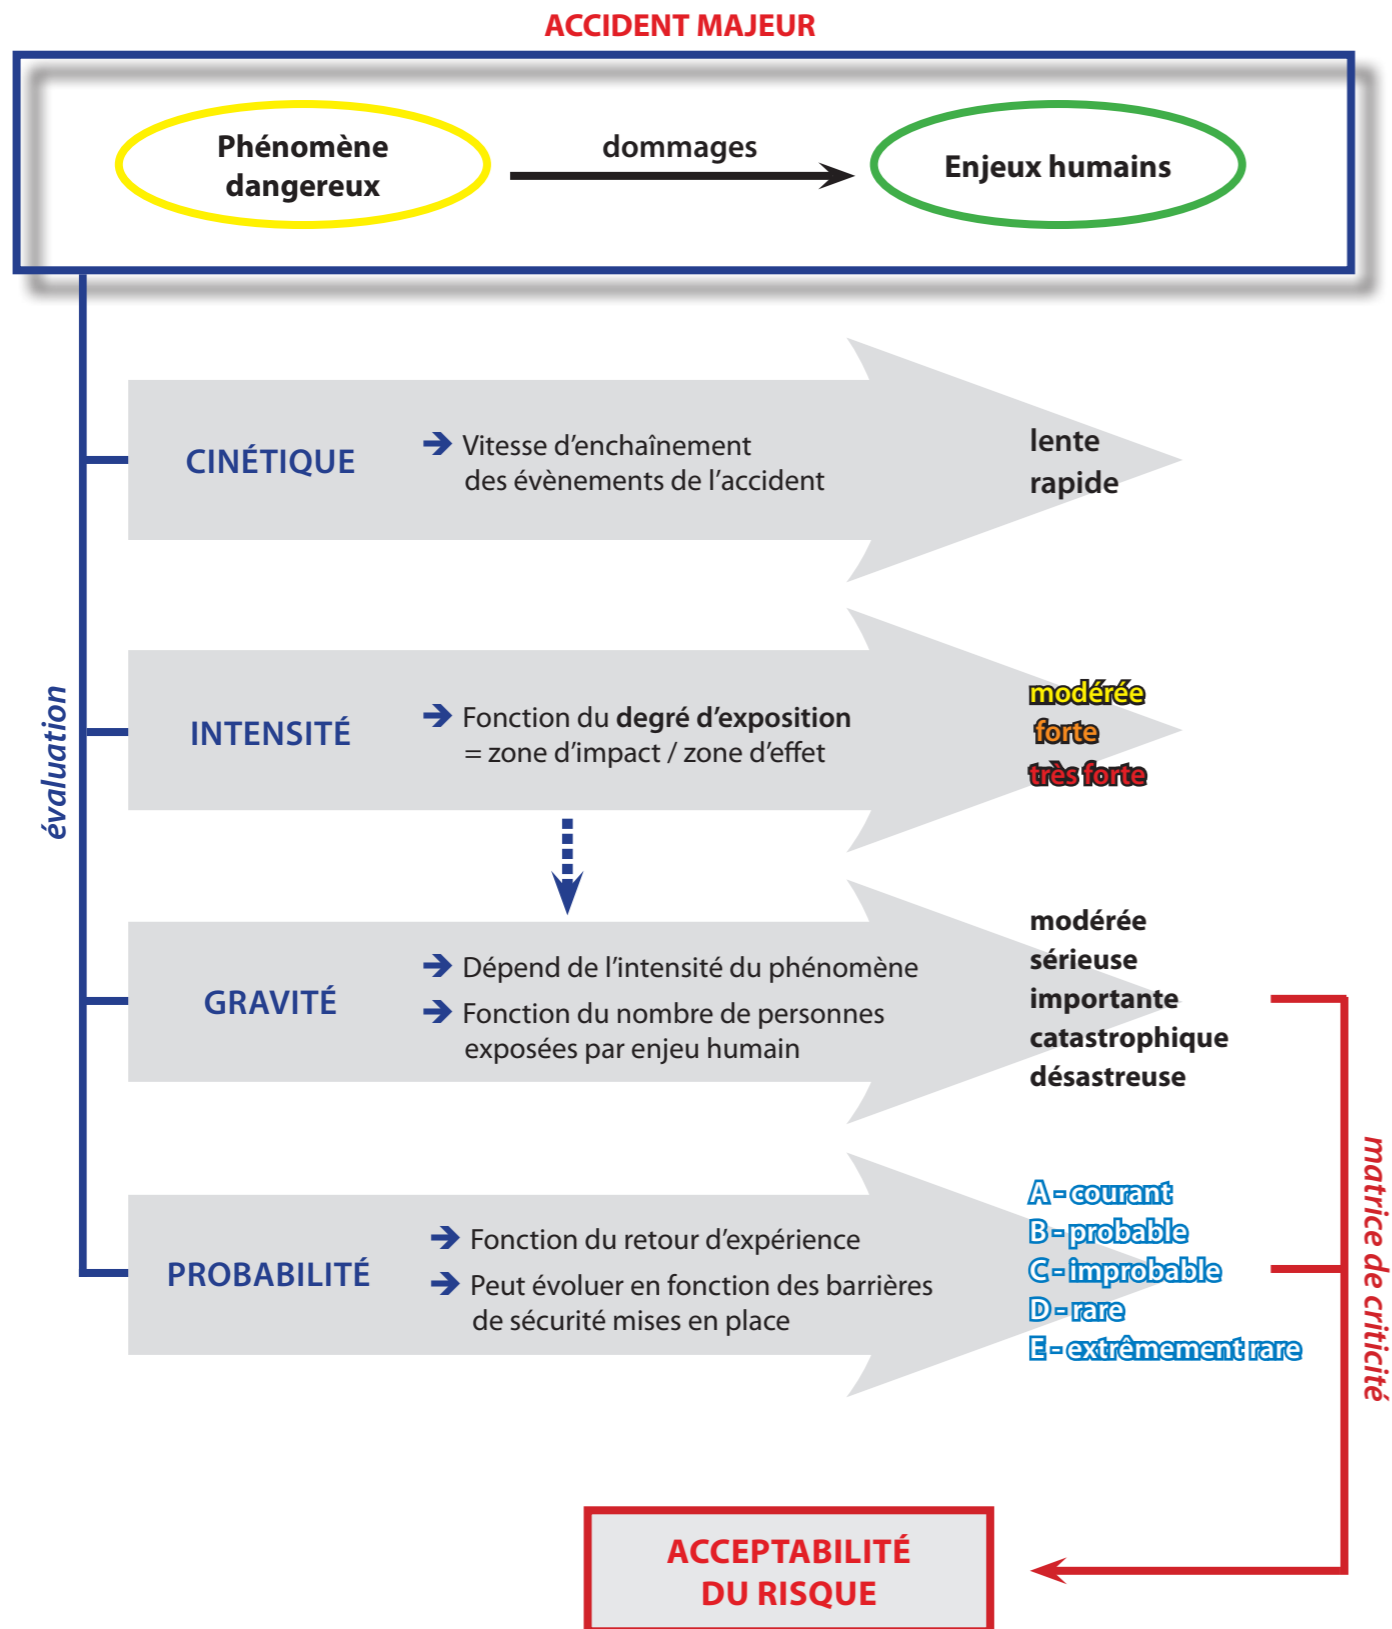 ACCIDENT MAJEUR
Phénomène
dangereux
dommages
Enjeux humains
évaluation
CINÉTIQUE
Vitesse d’enchaînement
des évènements de l’accident
lente
rapide
INTENSITÉ
Fonction du degré d’exposition
= zone d’impact / zone d’effet
modérée
forte
très forte
GRAVITÉ
Dépend de l’intensité du phénomène
Fonction du nombre de personnes
exposées par enjeu humain
modérée
sérieuse
importante
catastrophique
désastreuse
PROBABILITÉ
Fonction du retour d’expérience
Peut évoluer en fonction des barrières
de sécurité mises en place
A - courant
B - probable
C - improbable
D - rare
E - extrêmement rare
matrice de criticité
ACCEPTABILITÉ
DU RISQUE